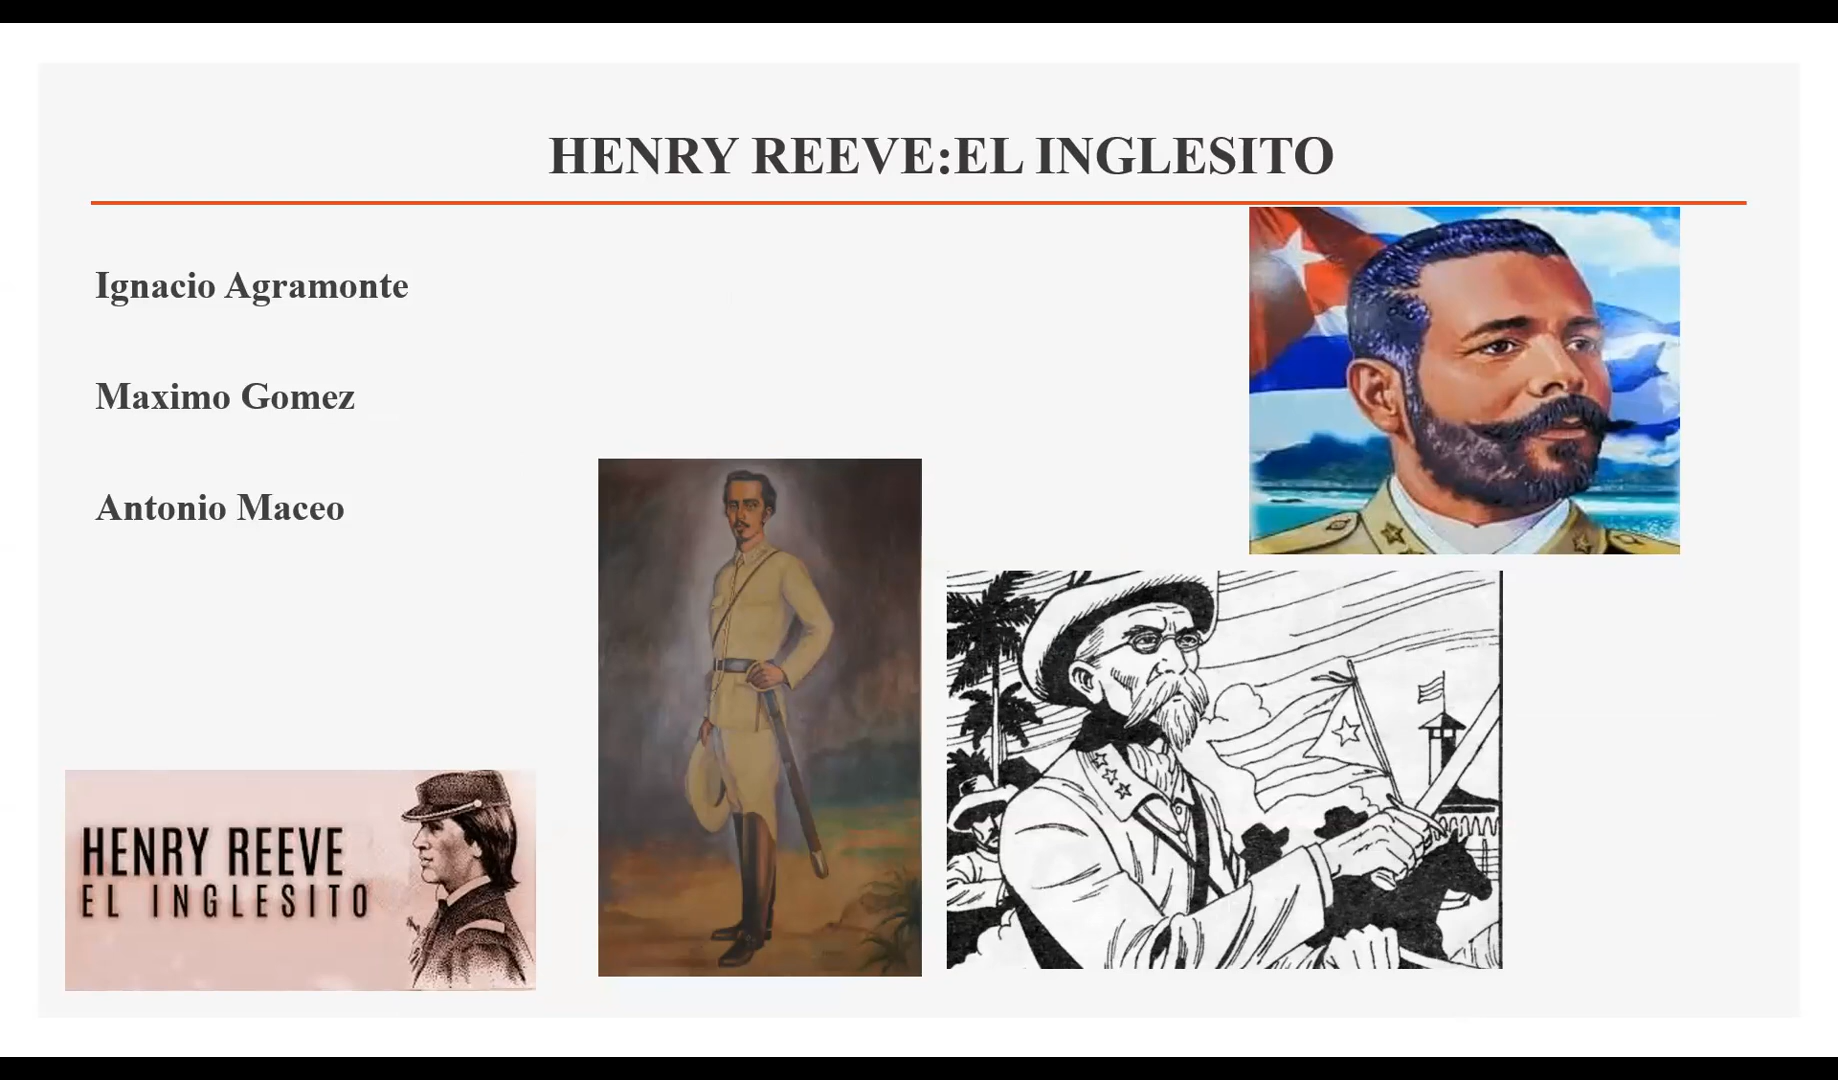 HENRY REEVE:EL INGLESITO
Ignacio Agramonte
Maximo Gomez
Antonio Maceo
HENRY REEVE
EL INGLESITO